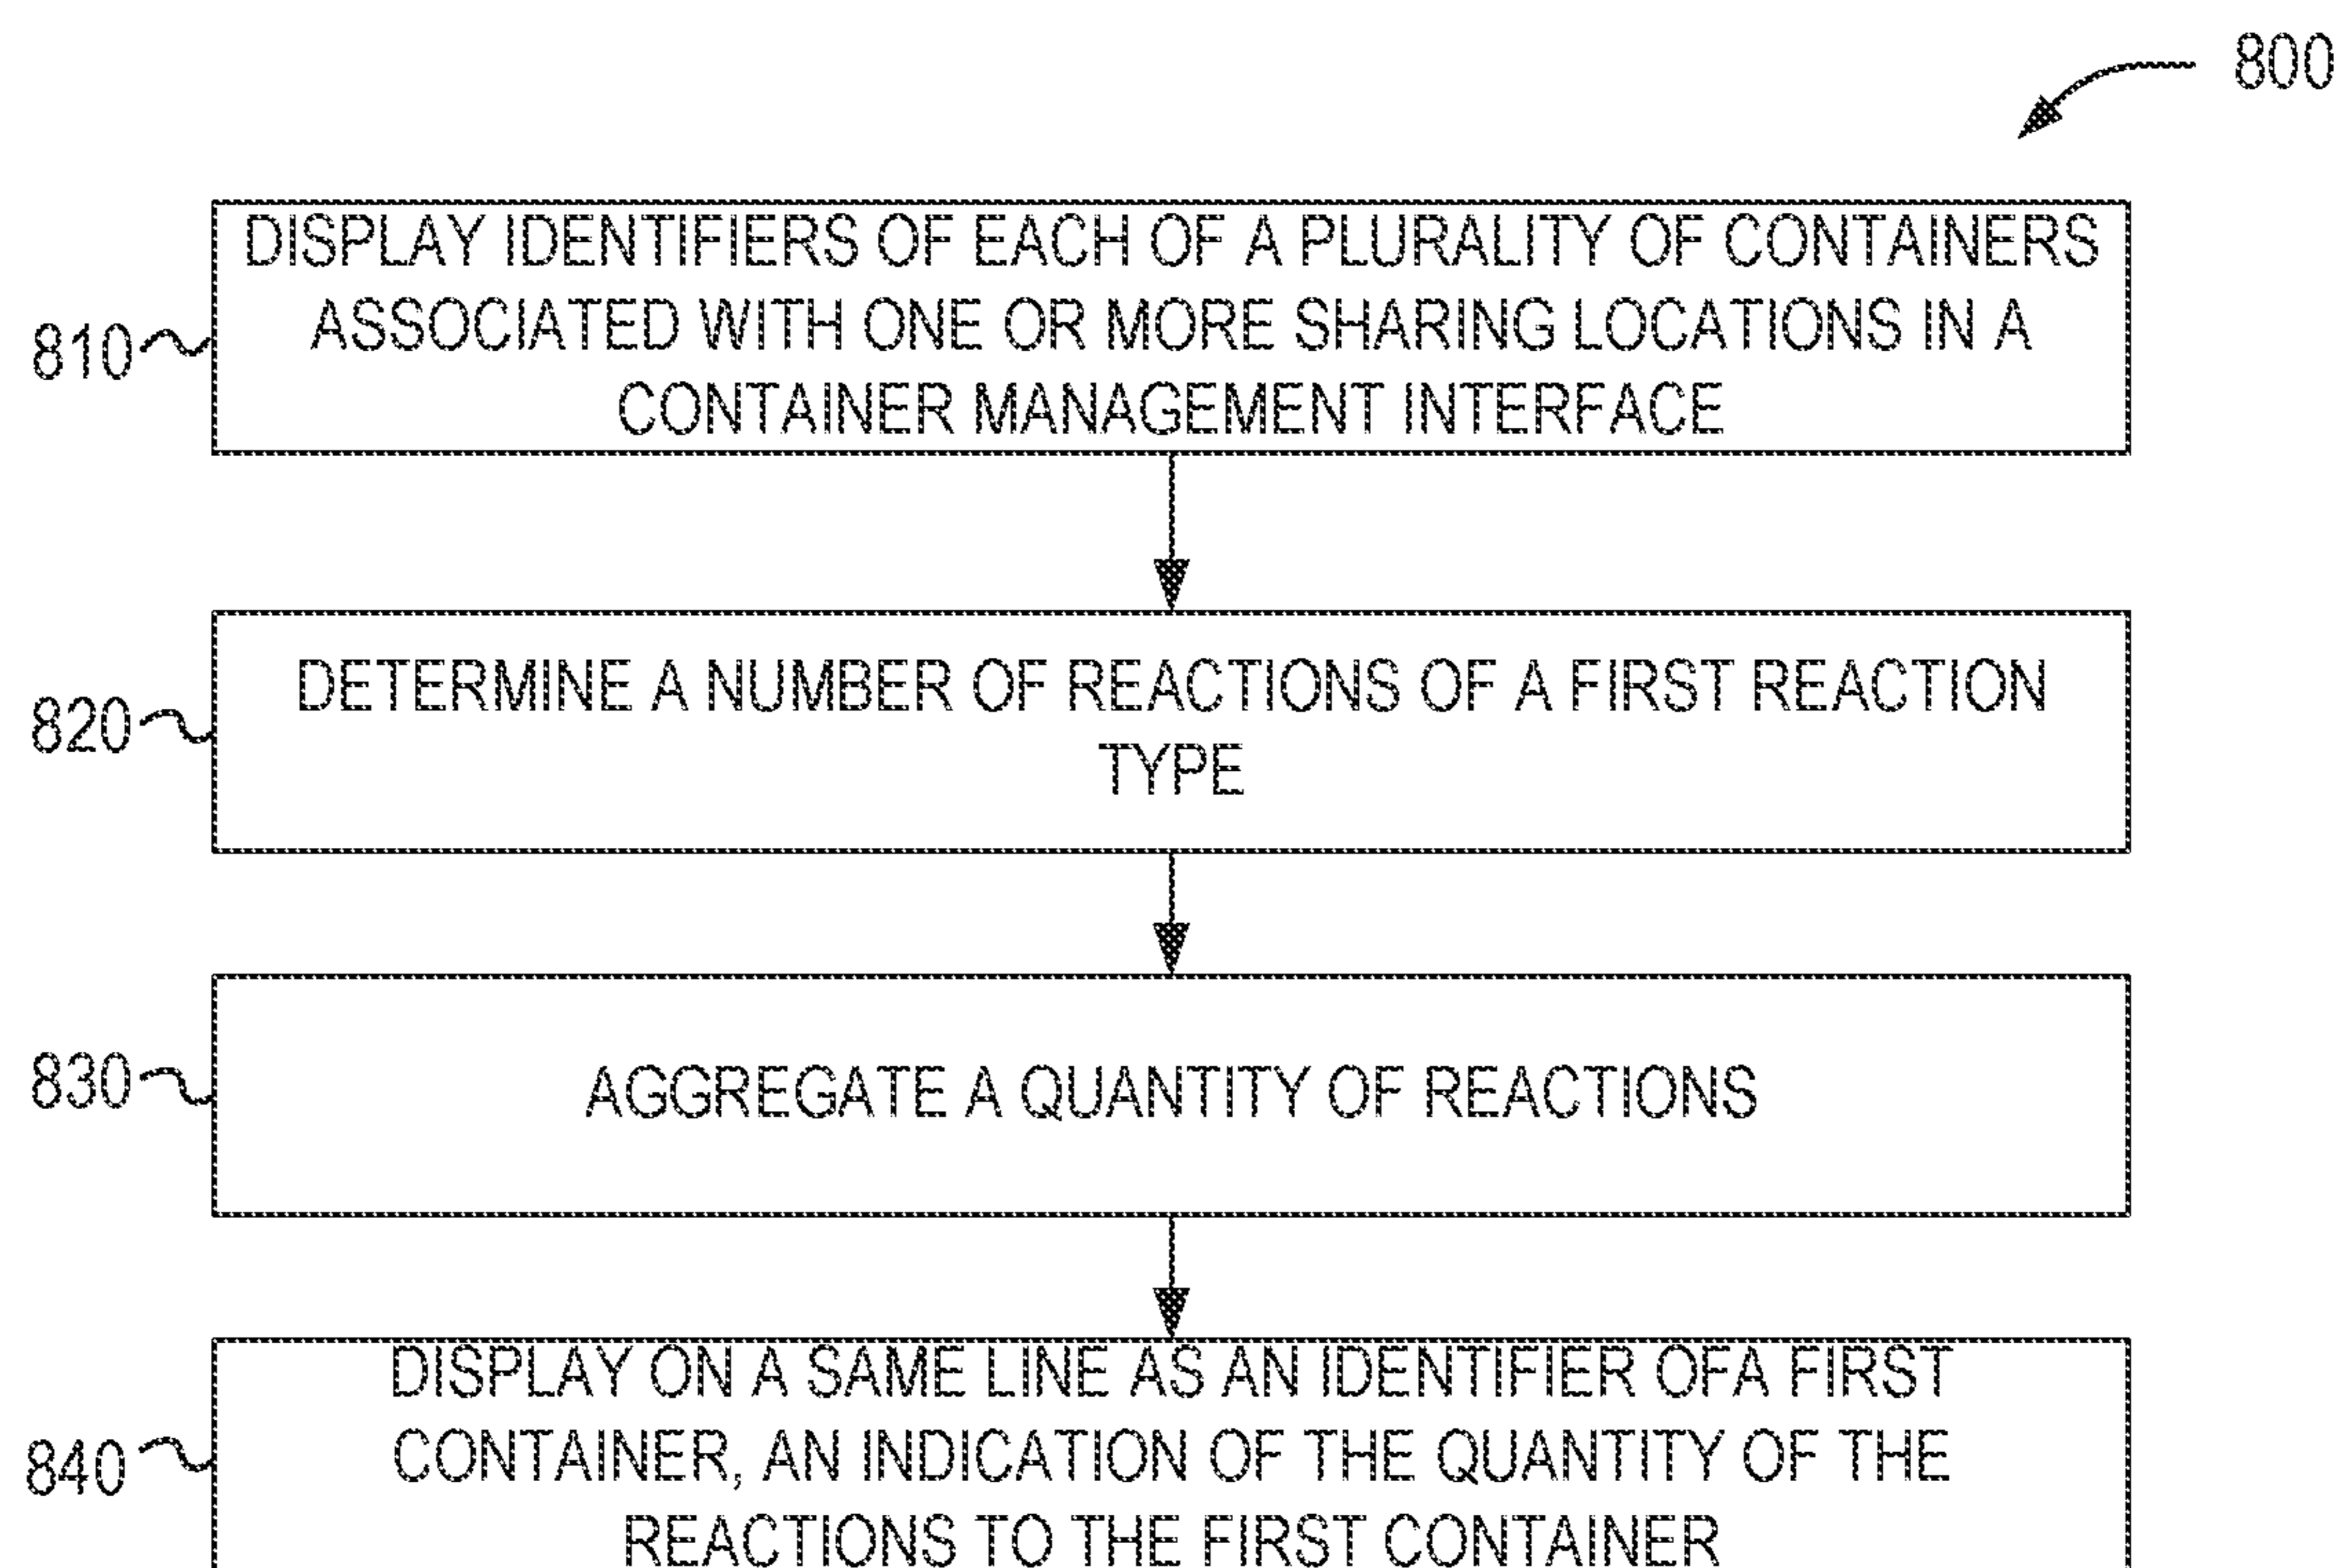 800
DISPLAY IDENTIFIERS OF EACH OF A PLURALITY OF CONTAINERS
ASSOCIATED WITH ONE OR MORE SHARING LOCATIONS IN A
CONTAINER MANAGEMENT INTERFACE
810
DETERMINE A NUMBER OF REACTIONS OF A FIRST REACTION
TYPE
820
AGGREGATE A QUANTITY OF REACTIONS
830
DISPLAY ON A SAME LINE AS AN IDENTIFIER OFA FIRST
CONTAINER, AN INDICATION OF THE QUANTITY OF THE
REACTIONS TO THE FIRST CONTAINER
840